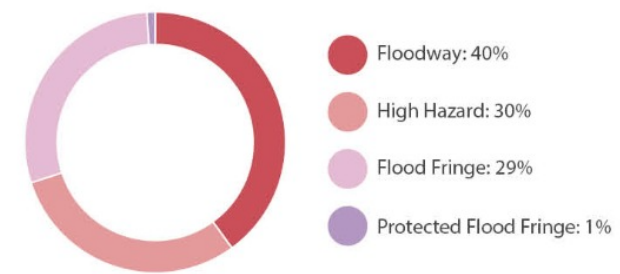 Floodway: 40%
High Hazard: 30%
Flood Fringe: 29%
Protected Flood Fringe: 1%